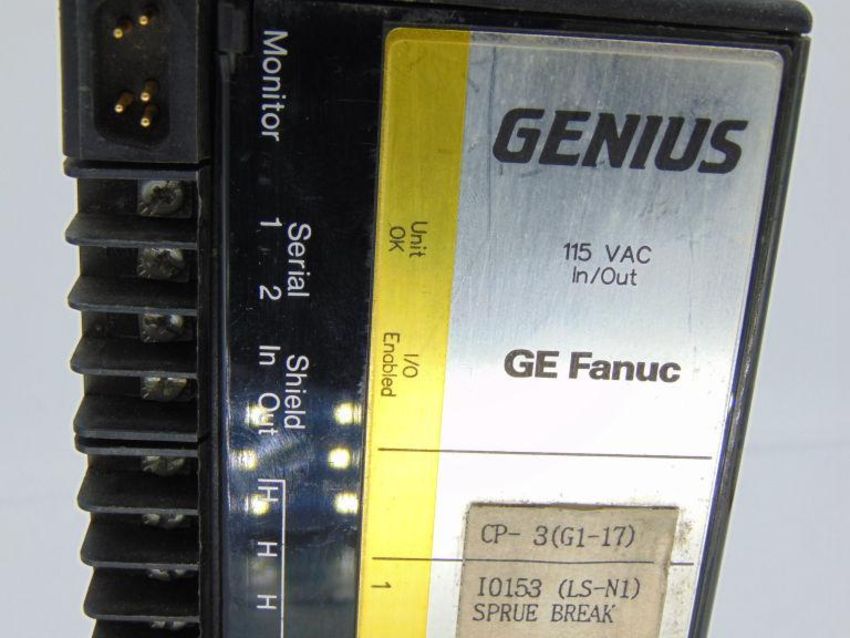 Monitor
Serial
1 2
Shield
In Out
H
H
H
Unit
OK
I/O
Enabled
1
GENIUS
115 VAC
In/Out
GE Fanuc
CP- 3(G1-17)
I0153 (LS-N1)
SPRUE BREAK